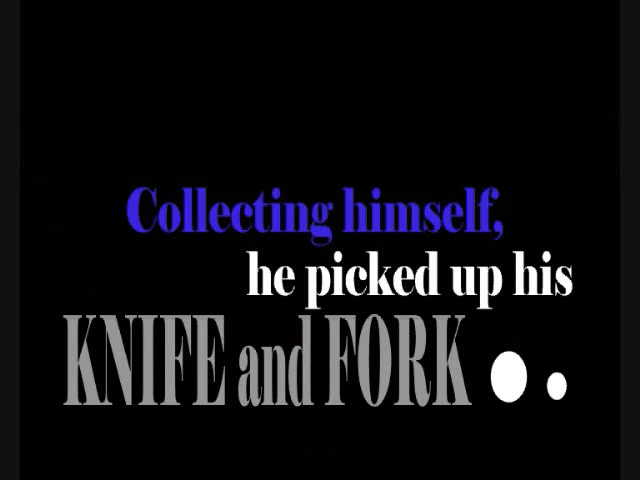 Collecting himself,
he picked up his
KNIFE and FORK . .